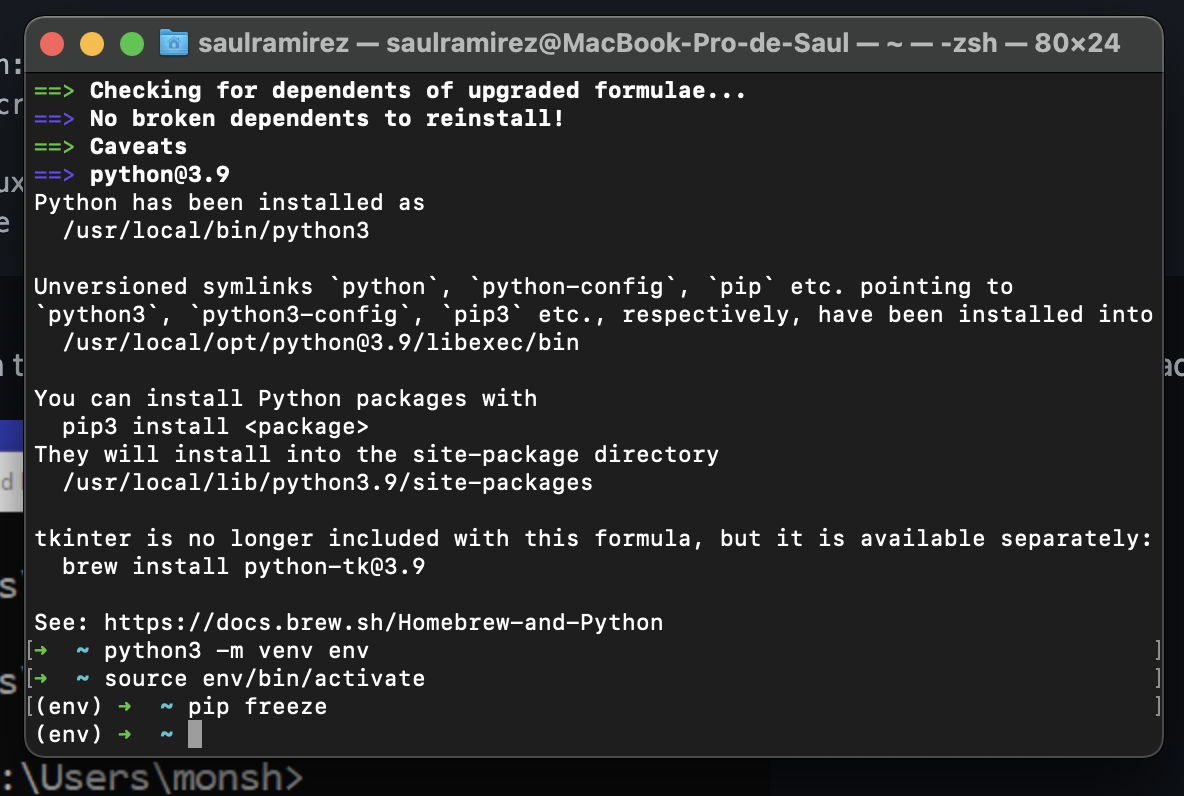 saulramirez — saulramirez@MacBook-Pro-de-Saul — ~ — -zsh — 80×24
==> Checking for dependents of upgraded formulae...
==> No broken dependents to reinstall!
==> Caveats
==> python@3.9
Python has been installed as
  /usr/local/bin/python3

Unversioned symlinks `python`, `python-config`, `pip` etc. pointing to
`python3`, `python3-config`, `pip3` etc., respectively, have been installed into
  /usr/local/opt/python@3.9/libexec/bin

You can install Python packages with
  pip3 install <package>
They will install into the site-package directory
  /usr/local/lib/python3.9/site-packages

tkinter is no longer included with this formula, but it is available separately:
  brew install python-tk@3.9

See: https://docs.brew.sh/Homebrew-and-Python
[➜  ~ python3 -m venv env ]
[➜  ~ source env/bin/activate ]
[(env) ➜  ~ pip freeze ]
(env) ➜  ~
:\Users\monsh>